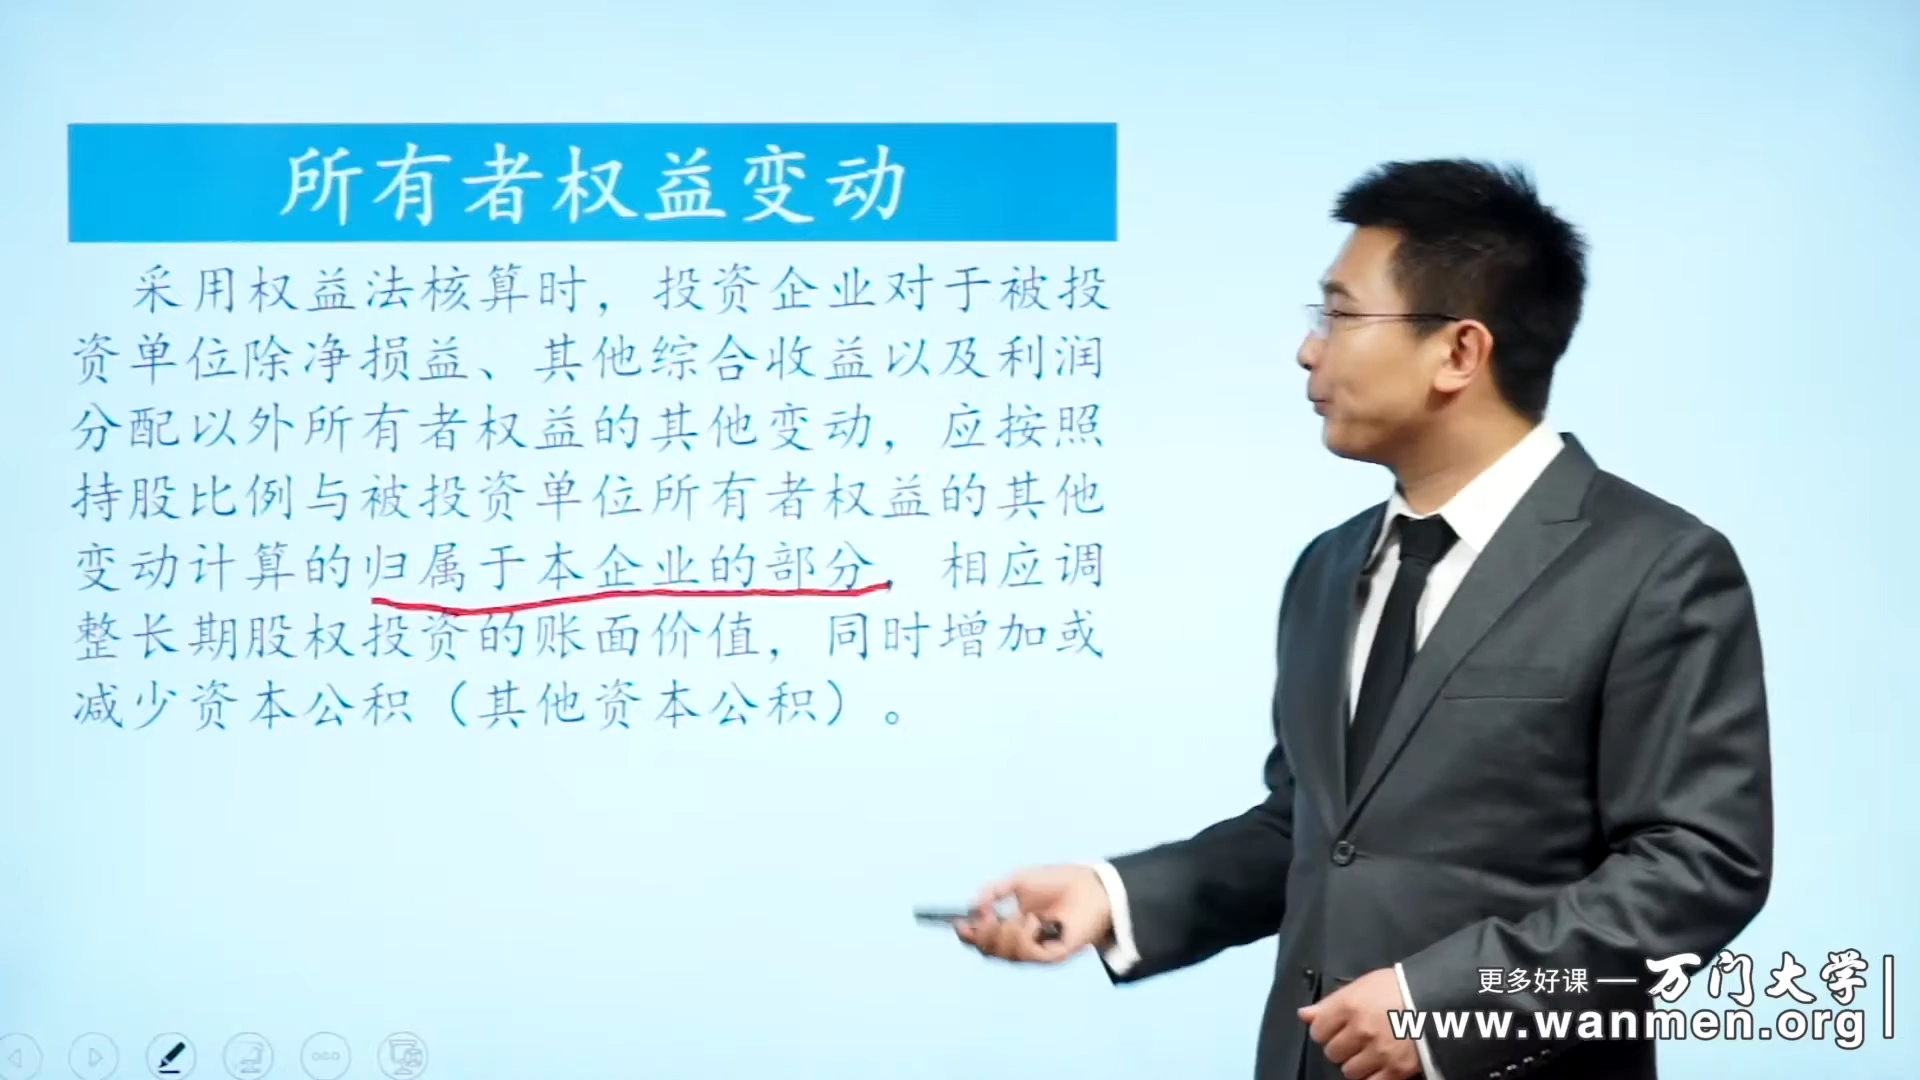 所有者权益变动
采用权益法核算时，投资企业对于被投
资单位除净损益、其他综合收益以及利润
分配以外所有者权益的其他变动，应按照
持股比例与被投资单位所有者权益的其他
变动计算的归属于本企业的部分，相应调
整长期股权投资的账面价值，同时增加或
减少资本公积（其他资本公积）。
更多好课 — 万门大学
www.wanmen.org